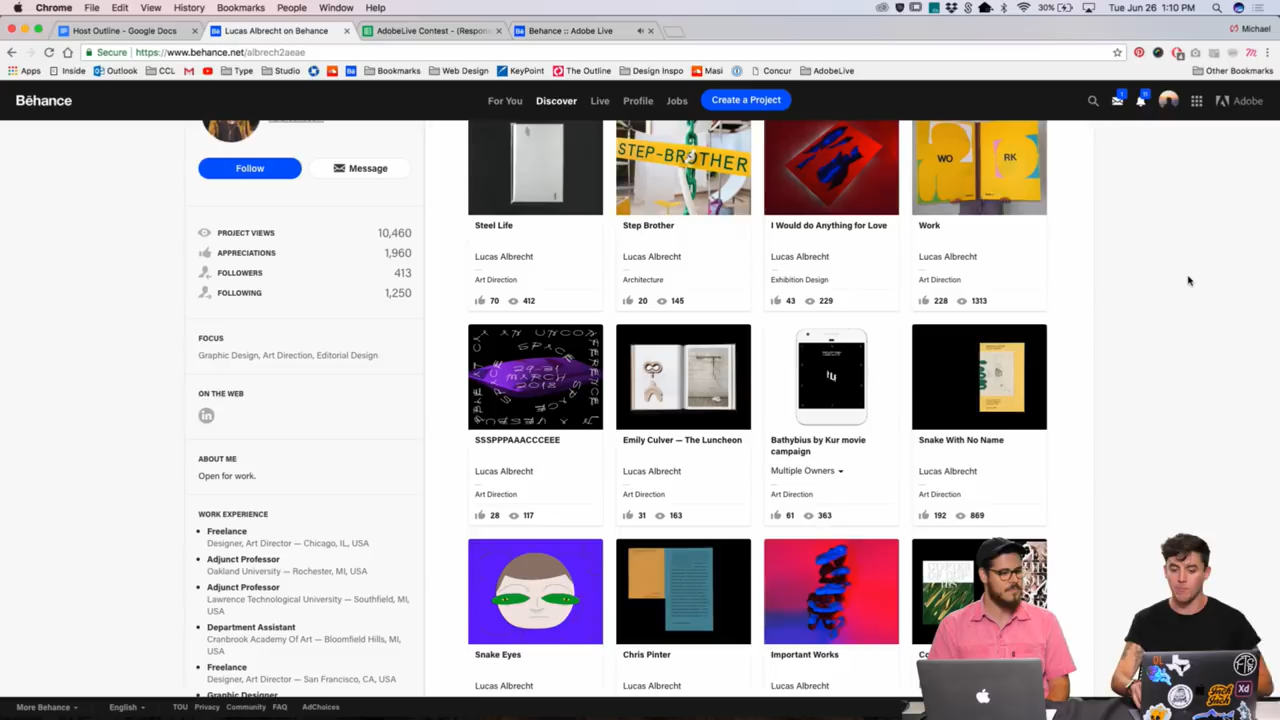 Chrome File Edit View History Bookmarks People Window Help 30% Tue Jun 26 1:10 PM
Host Outline - Google Docs Lucas Albrecht on Behance AdobeLive Contest - (Respon Behance :: Adobe Live Michael
Secure https://www.behance.net/albrech2aeae
Apps Inside Outlook CCL Type Studio Bē Bookmarks Web Design KeyPoint The Outline Design Inspo Masi Concur AdobeLive Other Bookmarks
Bēhance For You Discover Live Profile Jobs Create a Project 1 11 Adobe
Follow Message
PROJECT VIEWS 10,460
APPRECIATIONS 1,960
FOLLOWERS 413
FOLLOWING 1,250
FOCUS
Graphic Design, Art Direction, Editorial Design
ON THE WEB
in
ABOUT ME
Open for work.
WORK EXPERIENCE
Freelance
Designer, Art Director — Chicago, IL, USA
Adjunct Professor
Oakland University — Rochester, MI, USA
Adjunct Professor
Lawrence Technological University — Southfield, MI,
USA
Department Assistant
Cranbrook Academy Of Art — Bloomfield Hills, MI,
USA
Freelance
Designer, Art Director — San Francisco, CA, USA
Graphic Designer
STEP-BROTHER
WO RK
Steel Life Step Brother I Would do Anything for Love Work
Lucas Albrecht Lucas Albrecht Lucas Albrecht Lucas Albrecht
Art Direction Architecture Exhibition Design Art Direction
70 412 20 145 43 229 228 1313
29-31
MARCH
2018
SSSPPPAAACCCEEE Emily Culver — The Luncheon Bathybius by Kur movie
campaign Snake With No Name
Lucas Albrecht Lucas Albrecht Multiple Owners Lucas Albrecht
Art Direction Art Direction Art Direction Art Direction
28 117 31 163 61 363 192 869
Snake Eyes Chris Pinter Important Works
Lucas Albrecht Lucas Albrecht Lucas Albrecht
Xd
More Behance English TOU Privacy Community FAQ AdChoices